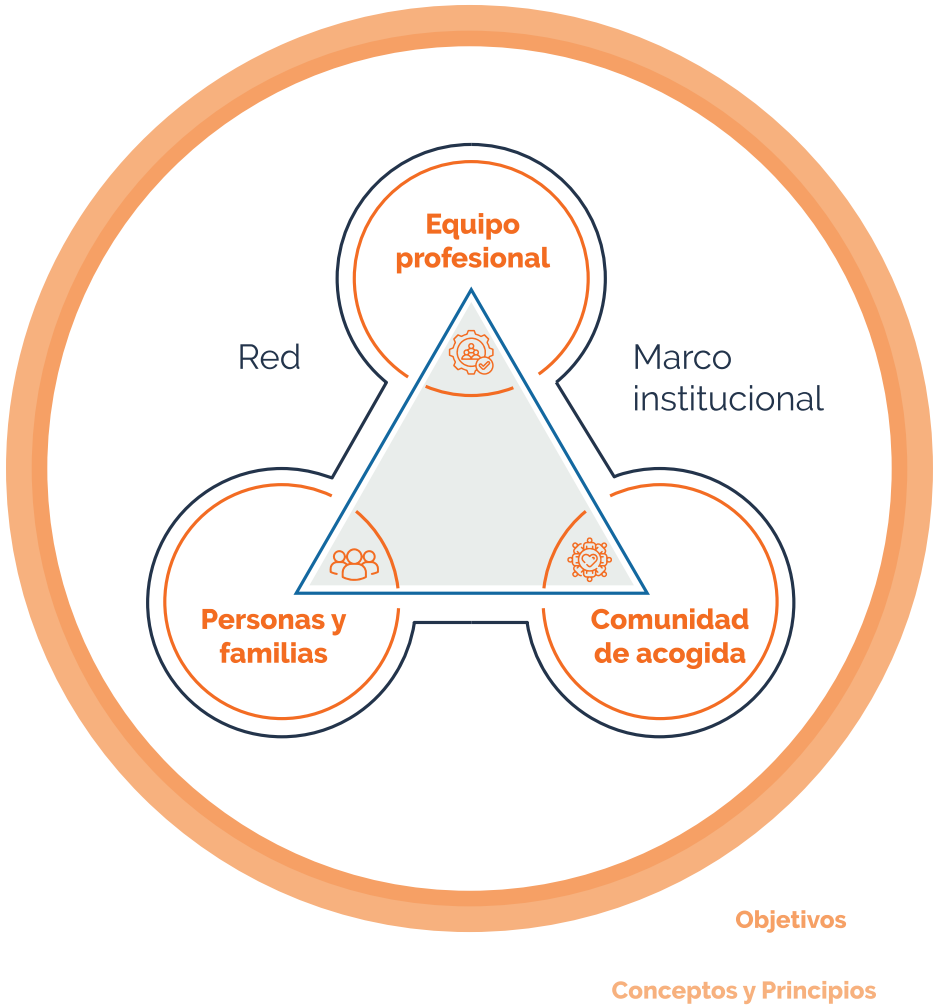 Equipo
profesional
Red
Marco
institucional
Personas y
familias
Comunidad
de acogida
Objetivos
Conceptos y Principios